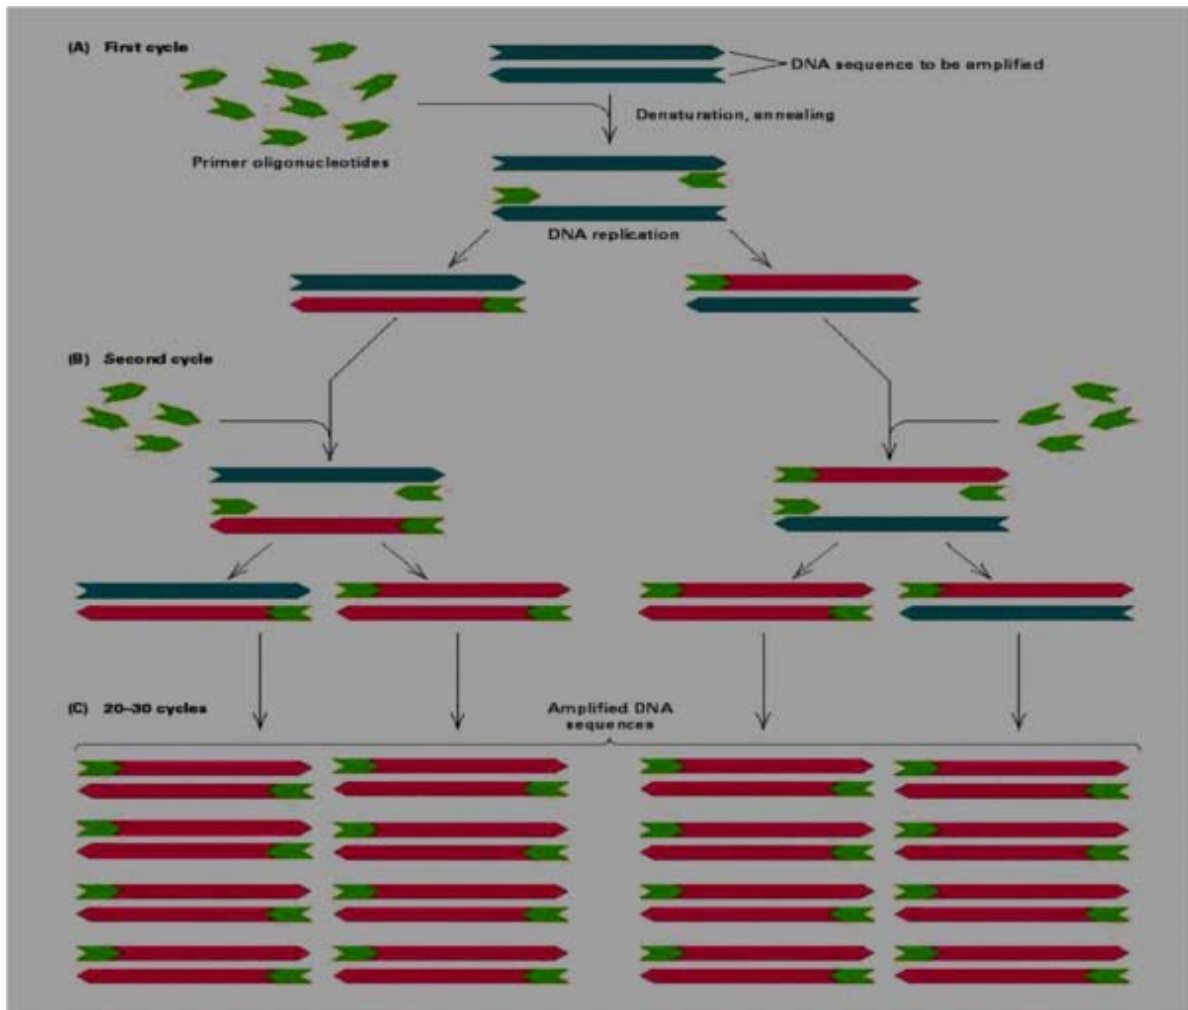 (A) First cycle
DNA sequence to be amplified
Denaturation, annealing
Primer oligonucleotides
DNA replication
(B) Second cycle
(C) 20–30 cycles
Amplified DNA
sequences